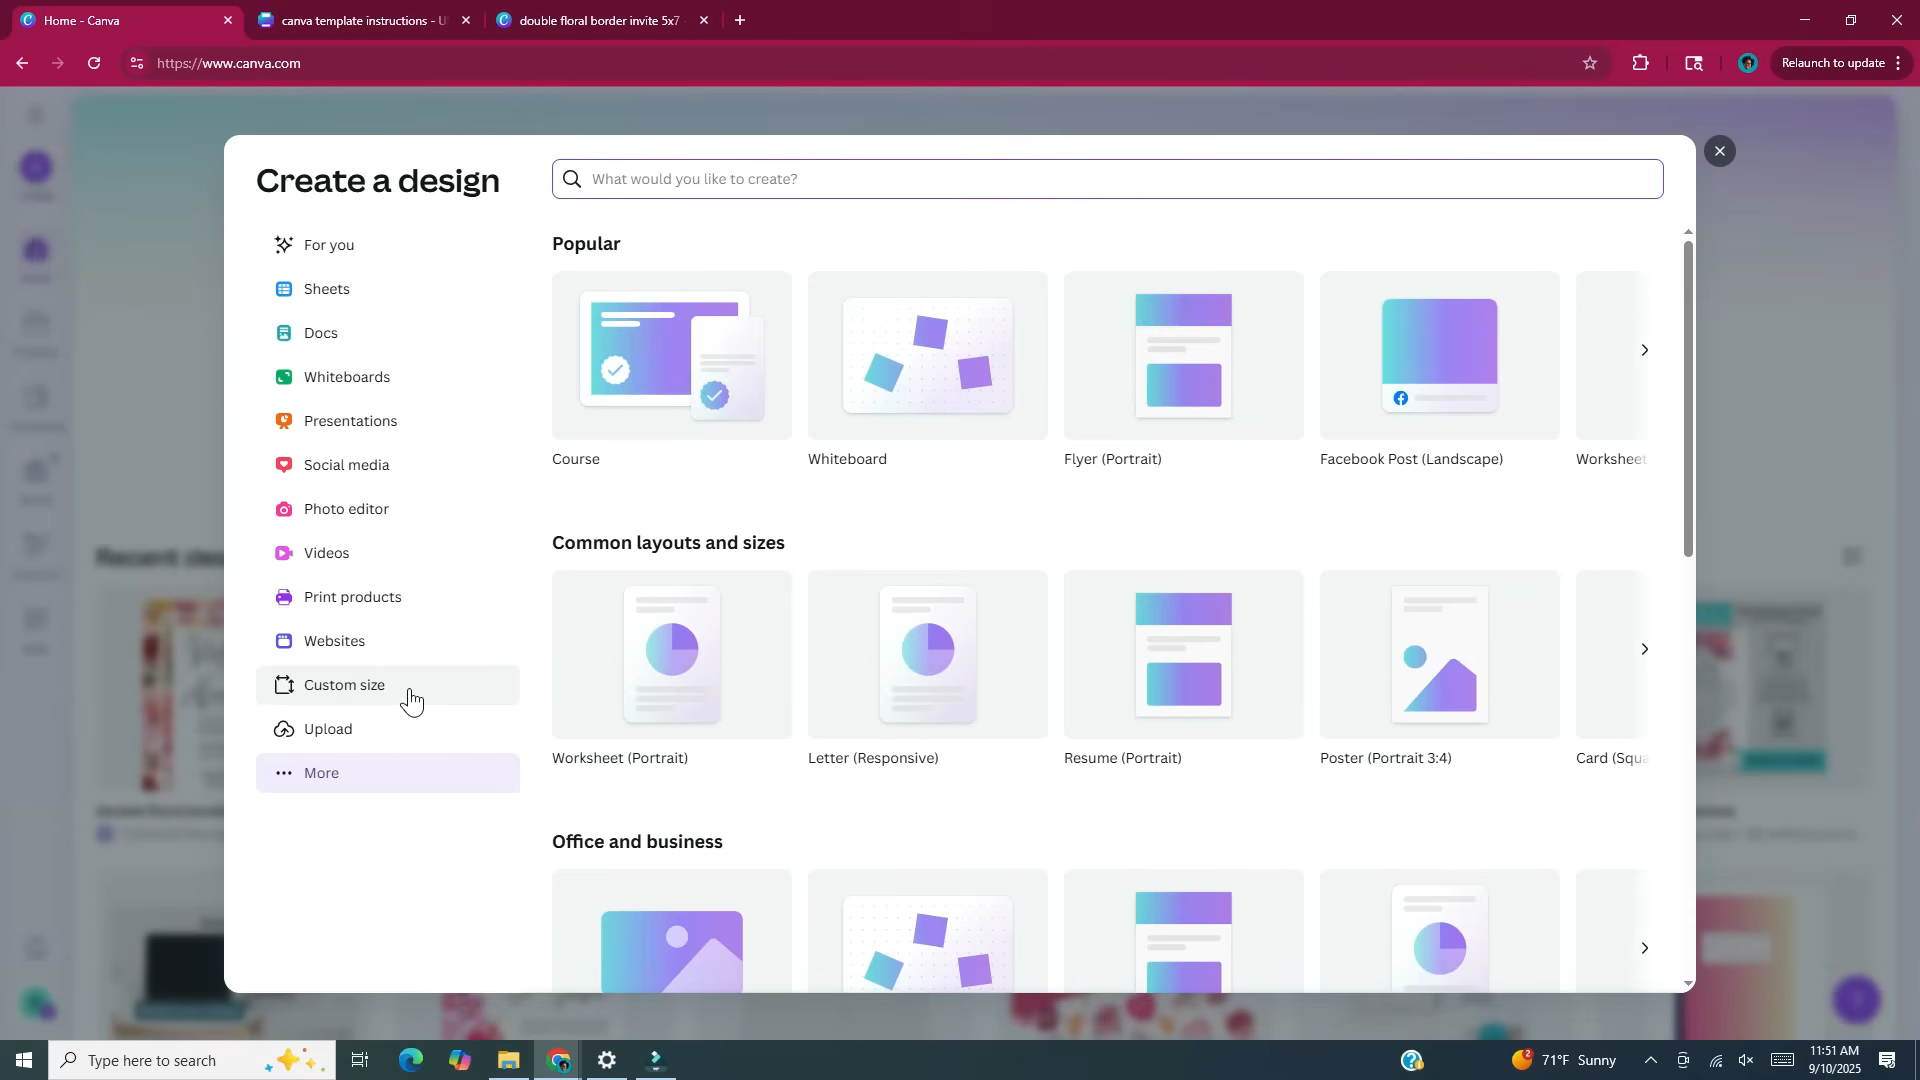 Home - Canva
canva template instructions - U
double floral border invite 5x7
https://www.canva.com
Relaunch to update
Create a design
What would you like to create?
For you
Sheets
Docs
Whiteboards
Presentations
Social media
Photo editor
Videos
Print products
Websites
Custom size
Upload
More
Popular
Course
Whiteboard
Flyer (Portrait)
Facebook Post (Landscape)
Worksheet
Common layouts and sizes
Worksheet (Portrait)
Letter (Responsive)
Resume (Portrait)
Poster (Portrait 3:4)
Card (Squa
Office and business
Type here to search
2
71°F Sunny
11:51 AM
9/10/2025